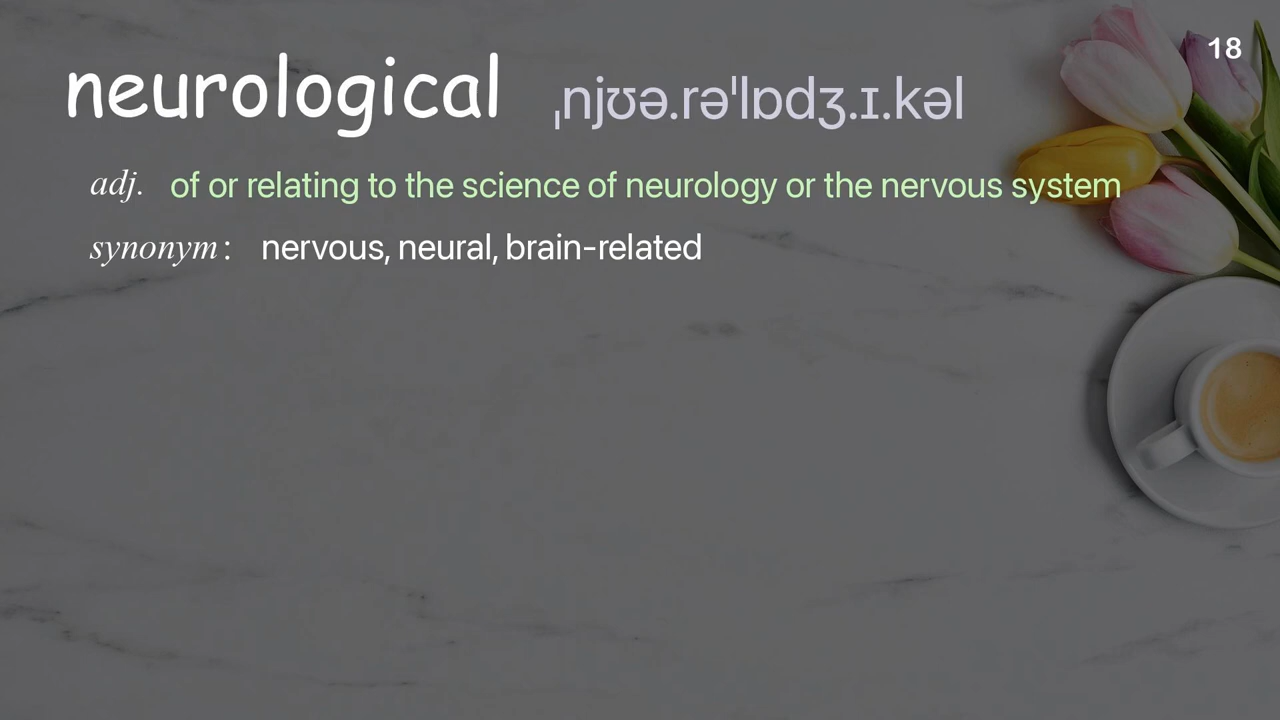 18
neurological ˌnjʊə.rəˈlɒdʒ.ɪ.kəl
adj. of or relating to the science of neurology or the nervous system
synonym: nervous, neural, brain-related